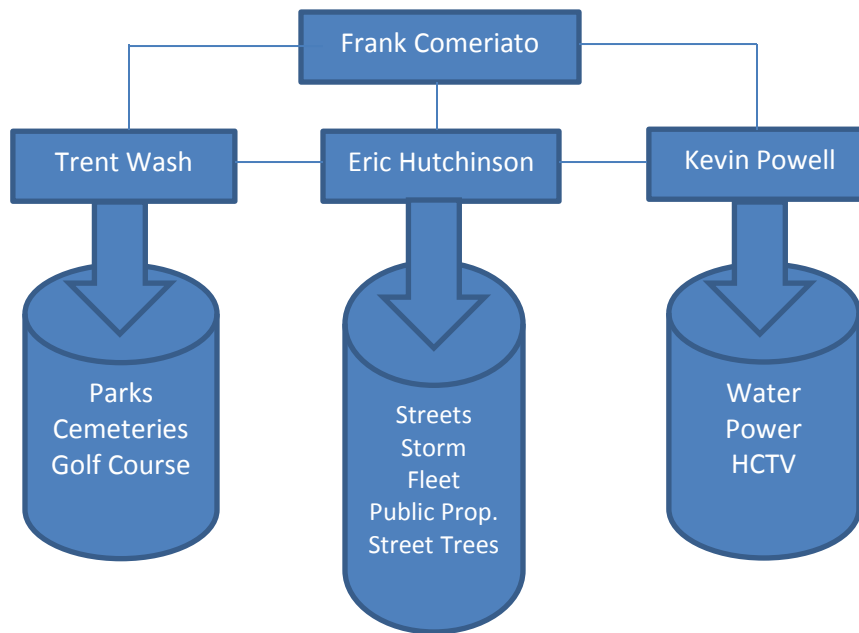 Frank Comeriato
Trent Wash
Eric Hutchinson
Kevin Powell
Parks
Cemeteries
Golf Course
Streets
Storm
Fleet
Public Prop.
Street Trees
Water
Power
HCTV